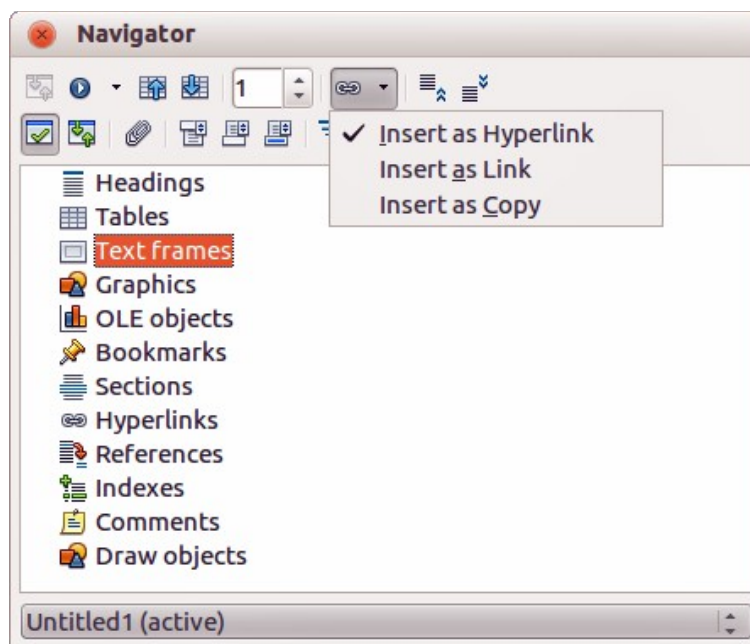 Navigator
1
Insert as Hyperlink
Insert as Link
Insert as Copy
Headings
Tables
Text frames
Graphics
OLE objects
Bookmarks
Sections
Hyperlinks
References
Indexes
Comments
Draw objects
Untitled1 (active)